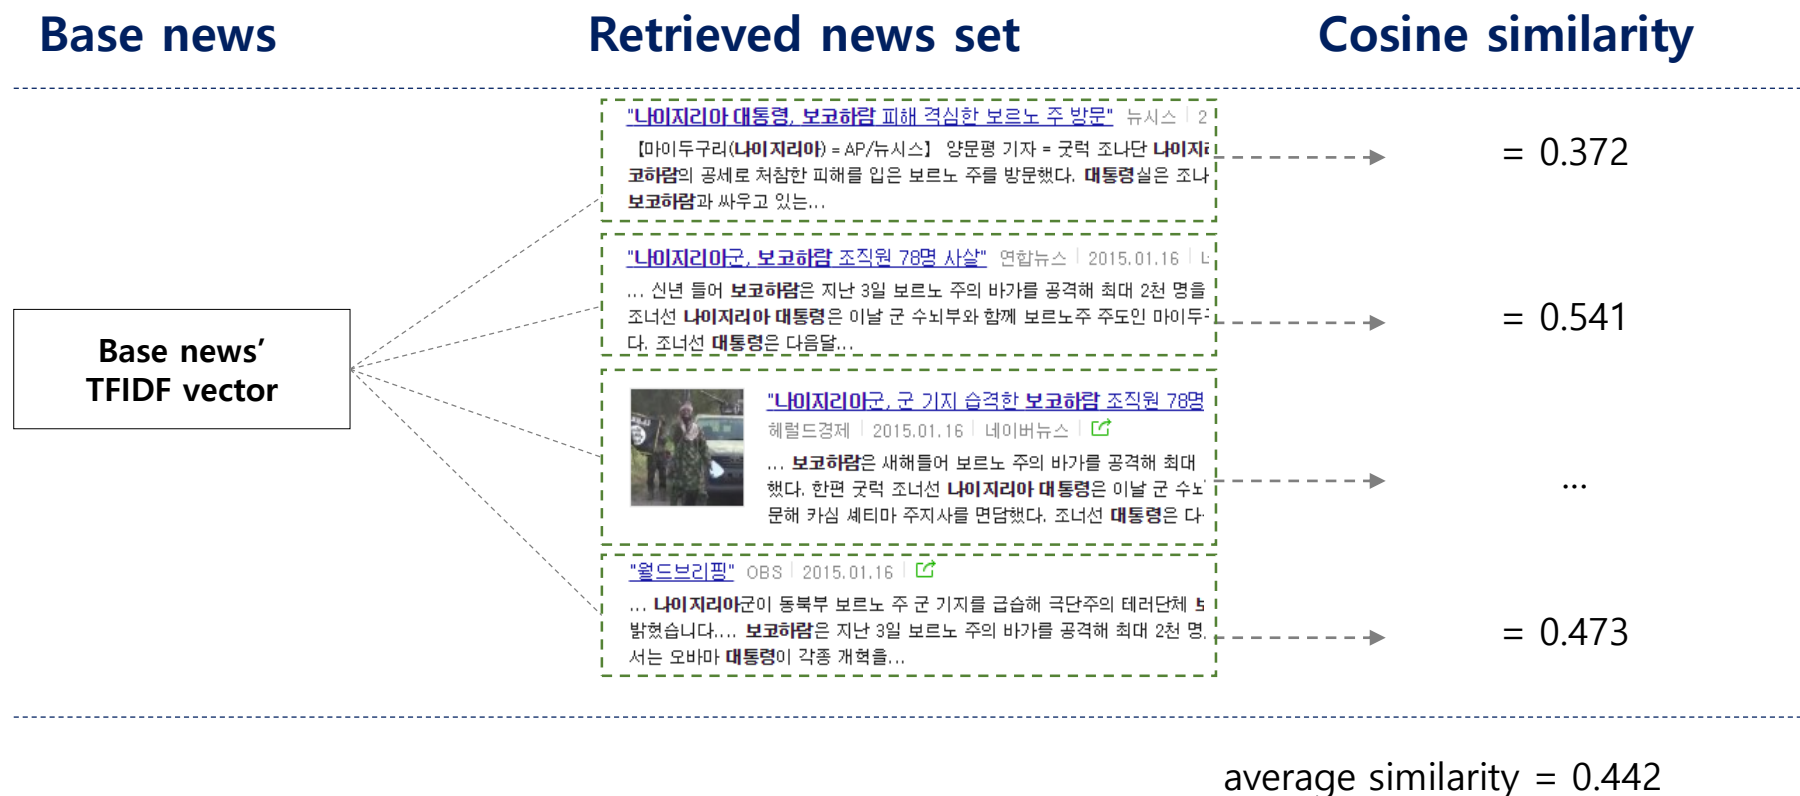 Base news
Retrieved news set
Cosine similarity
"나이지리아 대통령, 보코하람 피해 격심한 보르노 주 방문" 뉴시스 2
【마이두구리(나이지리아) = AP/뉴시스】 양문평 기자 = 굿럭 조나단 나이지
코하람의 공세로 처참한 피해를 입은 보르노 주를 방문했다. 대통령실은 조나
보코하람과 싸우고 있는...
= 0.372
"나이지리아군, 보코하람 조직원 78명 사살" 연합뉴스 2015.01.16
... 신년 들어 보코하람은 지난 3일 보르노 주의 바가를 공격해 최대 2천 명을
조너선 나이지리아 대통령은 이날 군 수뇌부와 함께 보르노주 주도인 마이두
다. 조너선 대통령은 다음달...
= 0.541
Base news’
TFIDF vector
"나이지리아군, 군 기지 습격한 보코하람 조직원 78명
헤럴드경제 2015.01.16 네이버뉴스
... 보코하람은 새해들어 보르노 주의 바가를 공격해 최대
했다. 한편 굿럭 조너선 나이지리아 대통령은 이날 군 수뇌
문해 카심 셰티마 주지사를 면담했다. 조너선 대통령은 다
...
"월드브리핑" OBS 2015.01.16
... 나이지리아군이 동북부 보르노 주 군 기지를 급습해 극단주의 테러단체 보
밝혔습니다.... 보코하람은 지난 3일 보르노 주의 바가를 공격해 최대 2천 명
서는 오바마 대통령이 각종 개혁을...
= 0.473
average similarity = 0.442